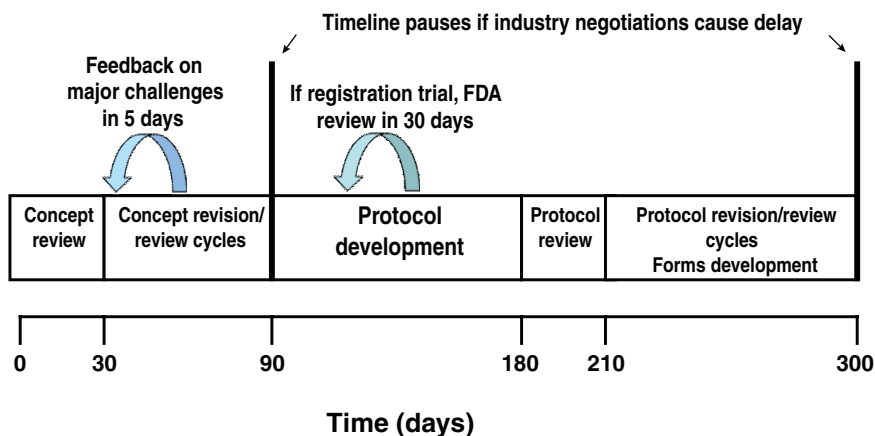 Timeline pauses if industry negotiations cause delay
Feedback on
major challenges
in 5 days
If registration trial, FDA
review in 30 days
Concept
review
Concept revision/
review cycles
Protocol
development
Protocol
review
Protocol revision/review
cycles
Forms development
0 30 90 180 210 300
Time (days)